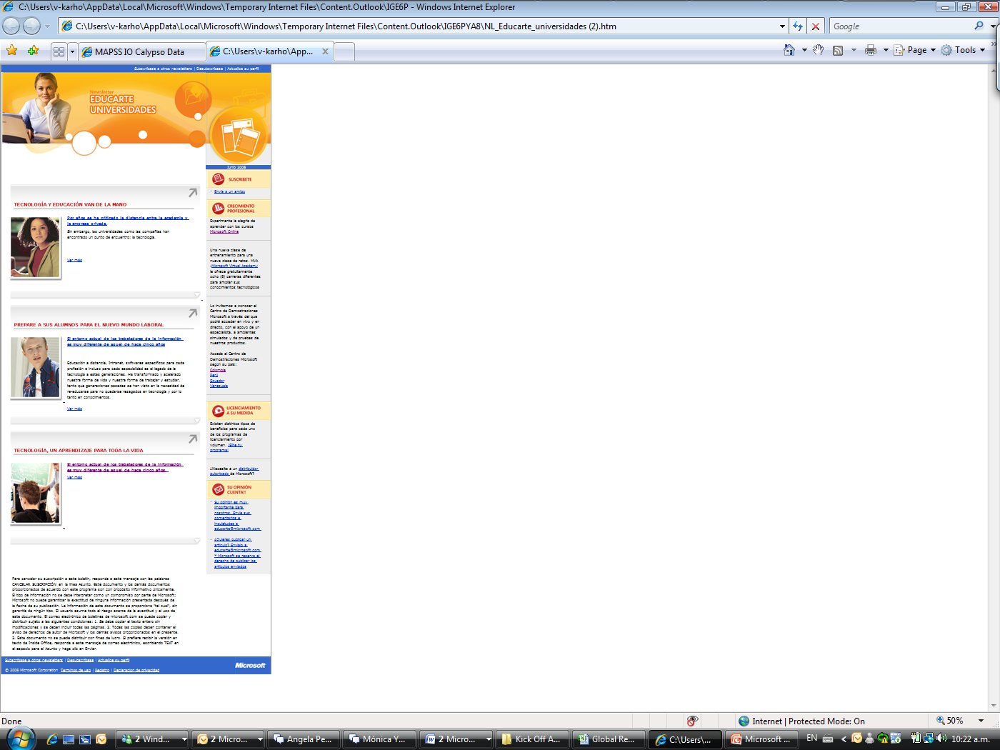 C:\Users\v-karho\AppData\Local\Microsoft\Windows\Temporary Internet Files\Content.Outlook\IGE6P - Windows Internet Explorer
C:\Users\v-karho\AppData\Local\Microsoft\Windows\Temporary Internet Files\Content.Outlook\IGE6PYA8\NL_Educarte_universidades (2).htm
Google
MAPSS IO Calypso Data
C:\Users\v-karho\App...
Page
Tools
Subscríbase a otros newsletters | Desubscríbase | Actualice su perfil
Newsletter
EDUCARTE
UNIVERSIDADES
Junio 2008
TECNOLOGÍA Y EDUCACIÓN VAN DE LA MANO
Por años se ha criticado la distancia entre la academia y
la empresa privada.
Sin embargo, las universidades como las compañías han
encontrado un punto de encuentro: la tecnología.
Ver más
PREPARE A SUS ALUMNOS PARA EL NUEVO MUNDO LABORAL
El entorno actual de los trabajadores de la información
es muy diferente de aquel de hace cinco años
Educación a distancia, Intranet, softwares específicos para cada
profesión e incluso para cada especialidad es el legado de la
tecnología a estas generaciones. Ha transformado y acelerado
nuestra forma de vida y nuestra forma de trabajar y estudiar,
tanto que generaciones pasadas se han visto en la necesidad de
re-educarse para no quedarse resagados en tecnología y por lo
tanto en conocimientos.
Ver más
TECNOLOGÍA, UN APRENDIZAJE PARA TODA LA VIDA
El entorno actual de los trabajadores de la información
es muy diferente de aquel de hace cinco años.
Ver más
SUSCRIBETE
Envía a un amigo
CRECIMIENTO
PROFESIONAL
Experimente la alegría de
aprender con los cursos
Microsoft Online
Una nueva clase de
entrenamiento para una
nueva clase de retos. MVA
-Microsoft Virtual Academy
le ofrece gratuitamente
ocho (8) carreras diferentes
para ampliar sus
conocimientos tecnológicos
Lo invitamos a conocer el
Centro de Demostraciones
Microsoft a través del que
podrá acceder en vivo y en
directo, con el apoyo de un
especialista, a ambientes
simulados y de pruebas de
nuestros productos.
Acceda al Centro de
Demostraciones Microsoft
según su país:
Colombia
Perú
Ecuador
Venezuela
LICENCIAMIENTO
A SU MEDIDA
Existen distintos tipos de
beneficios para cada uno
de los programas de
licenciamiento por
volumen. ¡Elije tu
programa!
¿Necesita a un distribuidor
autorizado de Microsoft?
SU OPINIÓN
CUENTA!!
Su opinión es muy
importante para
nosotros. Envíe sus
comentarios e
inquietudes a
educarte@microsoft.com
¿Quieres publicar un
artículo? Envíalo a
educarte@microsoft.com
* Microsoft se reserva el
derecho de publicar los
artículos enviados
Para cancelar su suscripción a este boletín, responda a este mensaje con las palabras
CANCELAR SUSCRIPCIÓN en la línea Asunto. Este documento y los demás documentos
proporcionados de acuerdo con este programa son con propósito informativo únicamente.
El tipo de información no se debe interpretar como un compromiso por parte de Microsoft;
Microsoft no puede garantizar la exactitud de ninguna información presentada después de
la fecha de su publicación. La información de este documento se proporciona "tal cual", sin
garantía de ningún tipo. El usuario asume todo el riesgo acerca de la exactitud y el uso de
este documento. El correo electrónico de boletines de microsoft.com se puede copiar y
distribuir sujeto a las siguientes condiciones: 1. Se debe copiar el texto entero sin
modificaciones y se deben incluir todas las páginas. 2. Todas las copias deben contener el
aviso de derechos de autor de Microsoft y los demás avisos proporcionados en el presente.
3. Este documento no se puede distribuir con fines de lucro. Si prefiere recibir la versión en
texto de Inside Office, responda a este mensaje de correo electrónico, escribiendo TEXT en
el espacio para el Asunto y haga clic en Enviar.
Subscríbase a otros newsletters | Desubscríbase | Actualice su perfil
© 2008 Microsoft Corporation Terminos de uso | Registro | Declaracion de privacidad
Microsoft
Done
Internet | Protected Mode: On
50%
2 Wind...
2 Micro...
Angela Pe...
Mónica Y...
2 Micro...
Kick Off A...
Global Re...
C:\Users\...
Microsoft ...
EN
10:22 a.m.